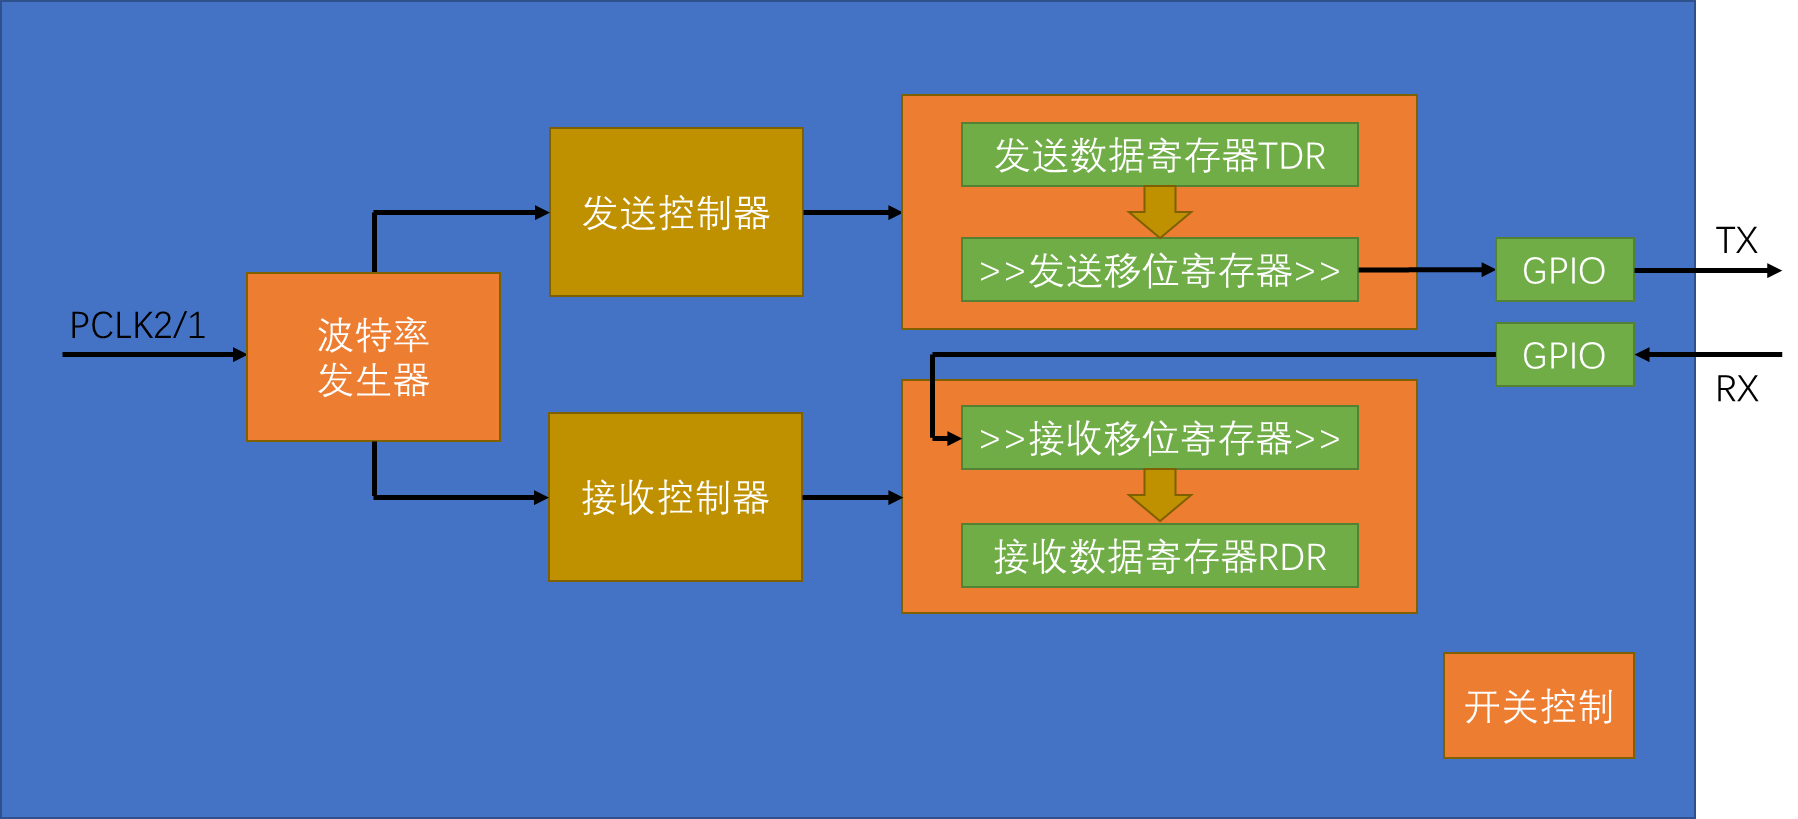 PCLK2/1
波特率
发生器
发送控制器
接收控制器
发送数据寄存器TDR
>>发送移位寄存器>>
GPIO
TX
GPIO
RX
>>接收移位寄存器>>
接收数据寄存器RDR
开关控制